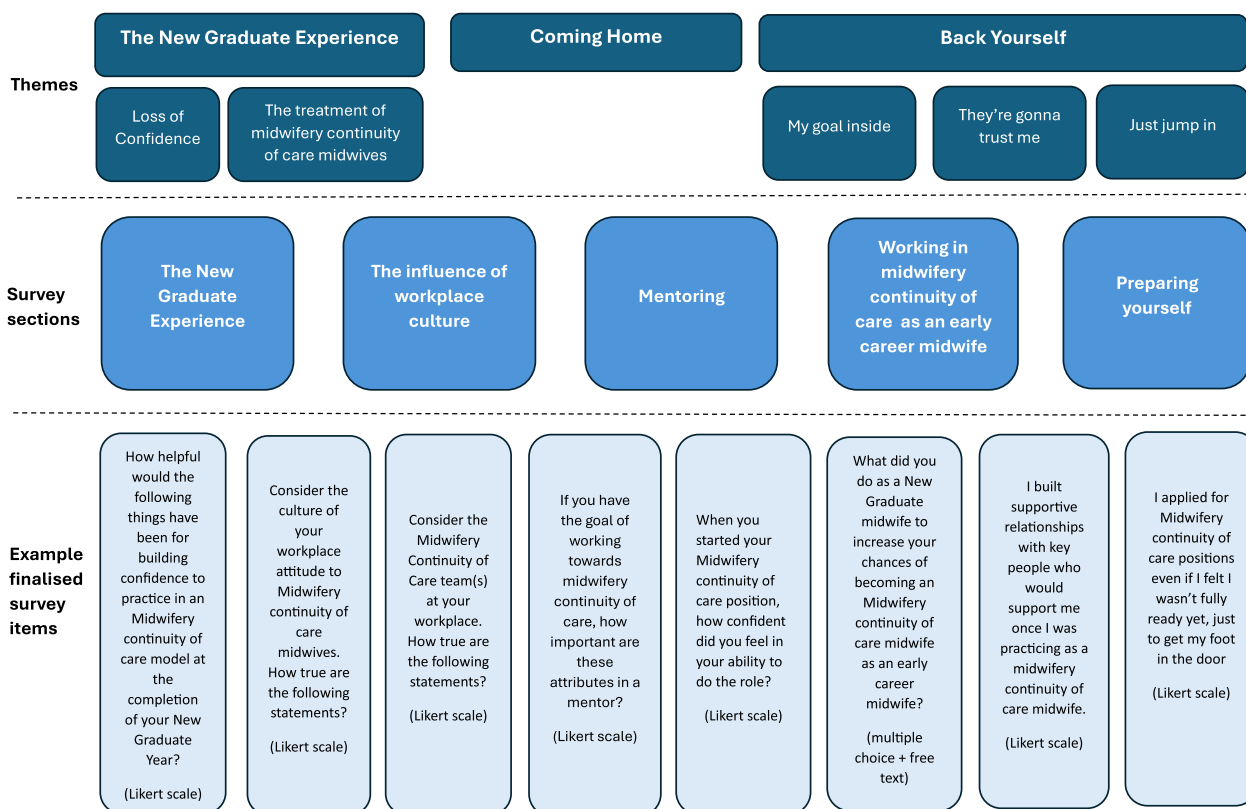 The New Graduate Experience
Coming Home
Back Yourself
Themes
Loss of
Confidence
The treatment of
midwifery continuity
of care midwives
My goal inside
They're gonna
trust me
Just jump in
Survey
sections
The New
Graduate
Experience
The influence of
workplace
culture
Mentoring
Working in
midwifery
continuity of
care as an early
career midwife
Preparing
yourself
Example
finalised
survey
items
How helpful
would the
following
things have
been for
building
confidence to
practice in an
Midwifery
continuity of
care model at
the
completion
of your New
Graduate
Year?
(Likert scale)
Consider the
culture of
your
workplace
attitude to
Midwifery
continuity of
care
midwives.
How true are
the following
statements?
(Likert scale)
Consider the
Midwifery
Continuity of
Care team(s)
at your
workplace.
How true are
the following
statements?
(Likert scale)
If you have
the goal of
working
towards
midwifery
continuity of
care, how
important are
these
attributes in a
mentor?
(Likert scale)
When you
started your
Midwifery
continuity of
care position,
how confident
did you feel in
your ability to
do the role?
(Likert scale)
What did you
do as a New
Graduate
midwife to
increase your
chances of
becoming an
Midwifery
continuity of
care midwife
as an early
career
midwife?
(multiple
choice + free
text)
I built
supportive
relationships
with key
people who
would
support me
once I was
practicing as a
midwifery
continuity of
care midwife.
(Likert scale)
I applied for
Midwifery
continuity of
care positions
even if I felt I
wasn't fully
ready yet, just
to get my foot
in the door
(Likert scale)